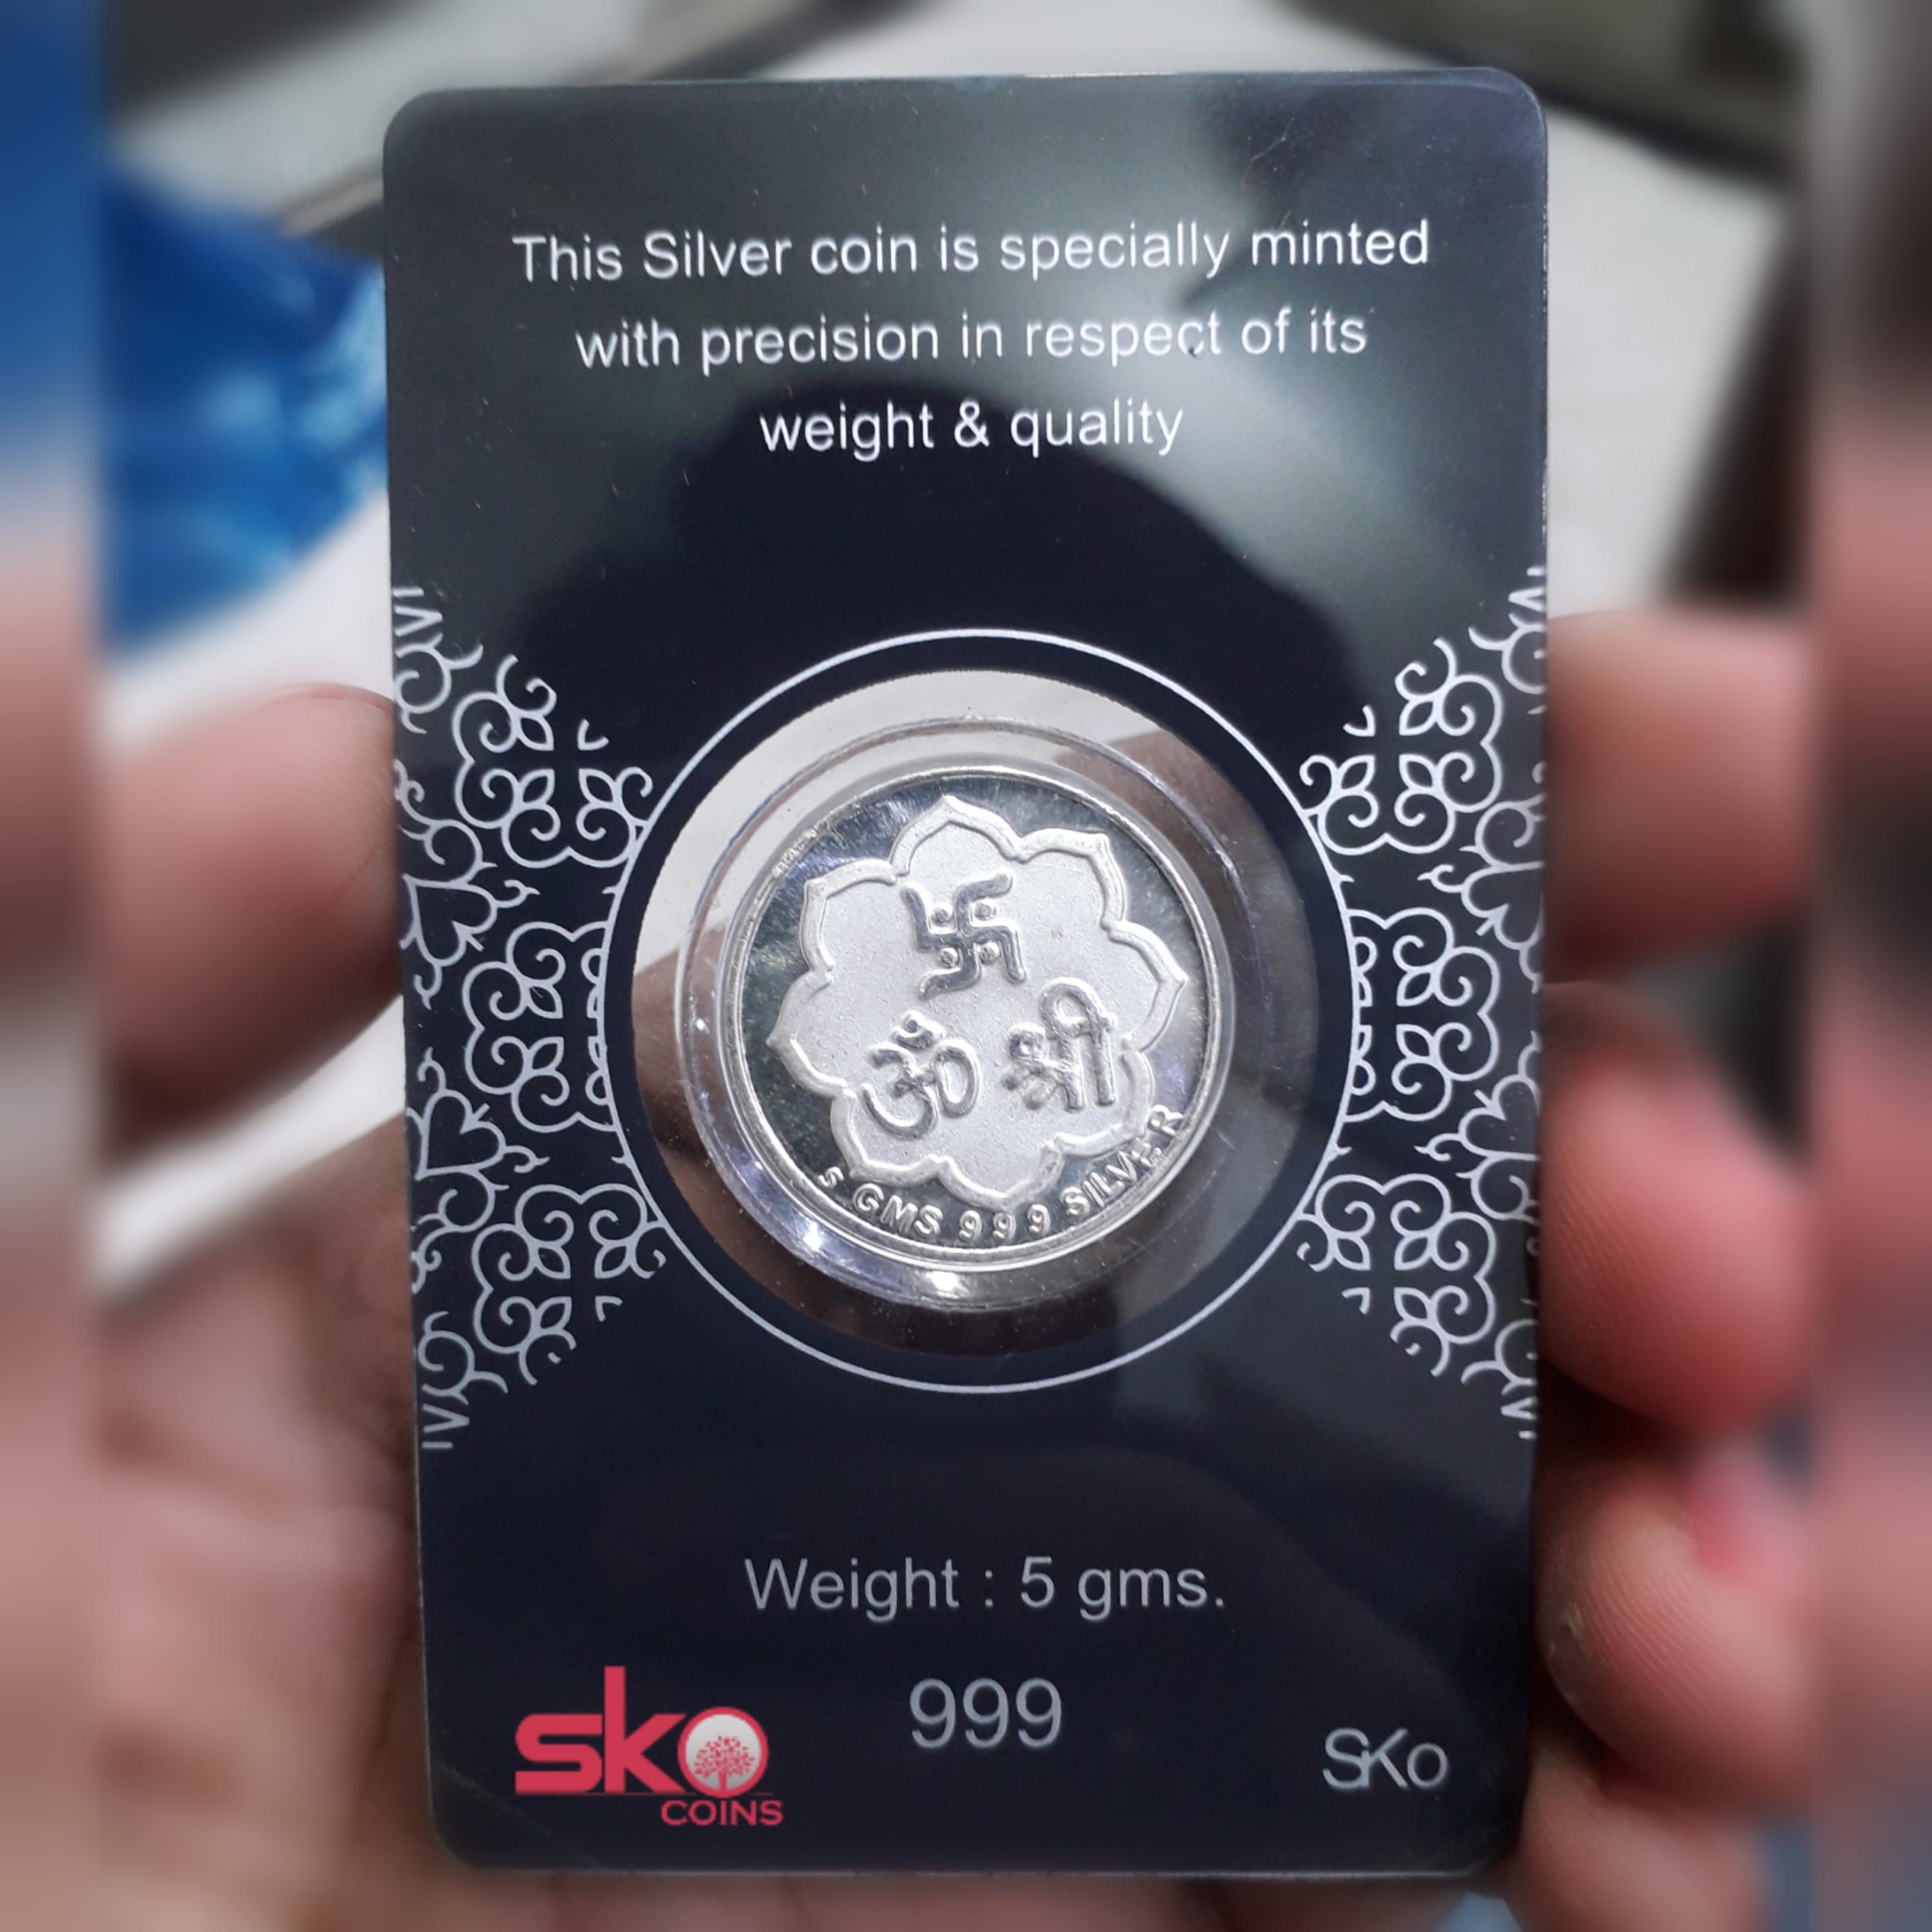 This Silver coin is specially minted
with precision in respect of its
weight & quality
ॐ श्री
5 GMS 999 SILVER
Weight : 5 gms.
999
sko
COINS
SKo